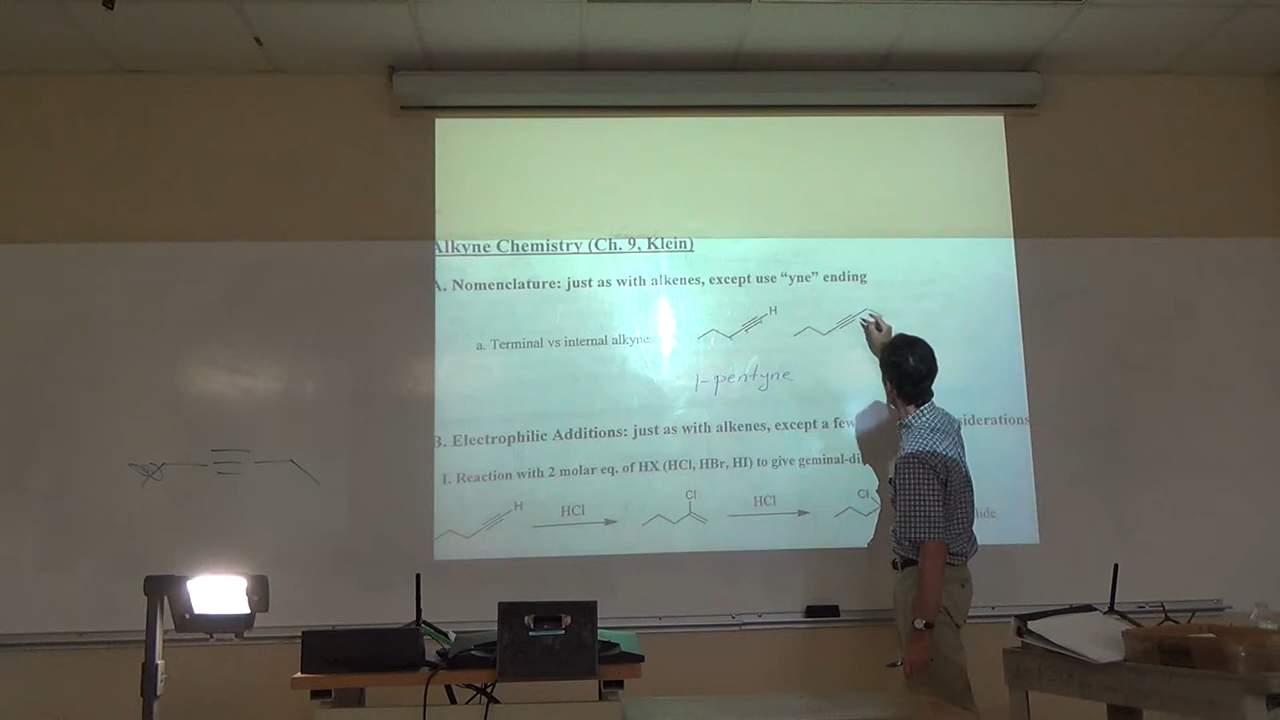 Alkyne Chemistry (Ch. 9, Klein)
A. Nomenclature: just as with alkenes, except use “yne” ending
a. Terminal vs internal alkyne
H
1-pentyne
B. Electrophilic Additions: just as with alkenes, except a few siderations
I. Reaction with 2 molar eq. of HX (HCl, HBr, HI) to give geminal-di
H HCl Cl HCl Cl lide